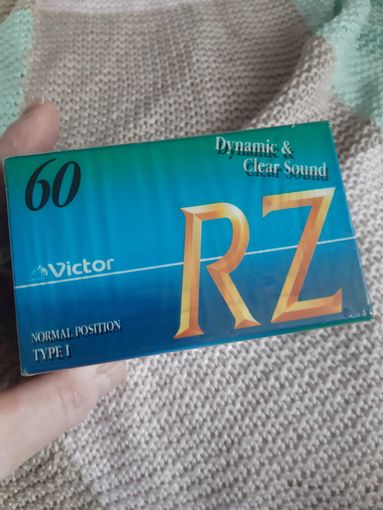 60
Dynamic &
Clear Sound
Victor
RZ
NORMAL POSITION
TYPE I